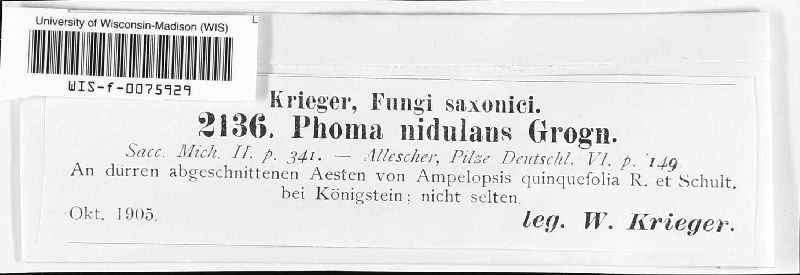 University of Wisconsin-Madison (WIS)
WIS-f-0075929
Krieger, Fungi saxonici.
2136. Phoma nidulans Grogn.
Sacc. Mich. II. p. 341. — Allescher, Pilze Deutschl. VI. p. 149
An dürren abgeschnittenen Aesten von Ampelopsis quinquefolia R. et Schult.
bei Königstein; nicht selten.
Okt. 1905.
leg. W. Krieger.